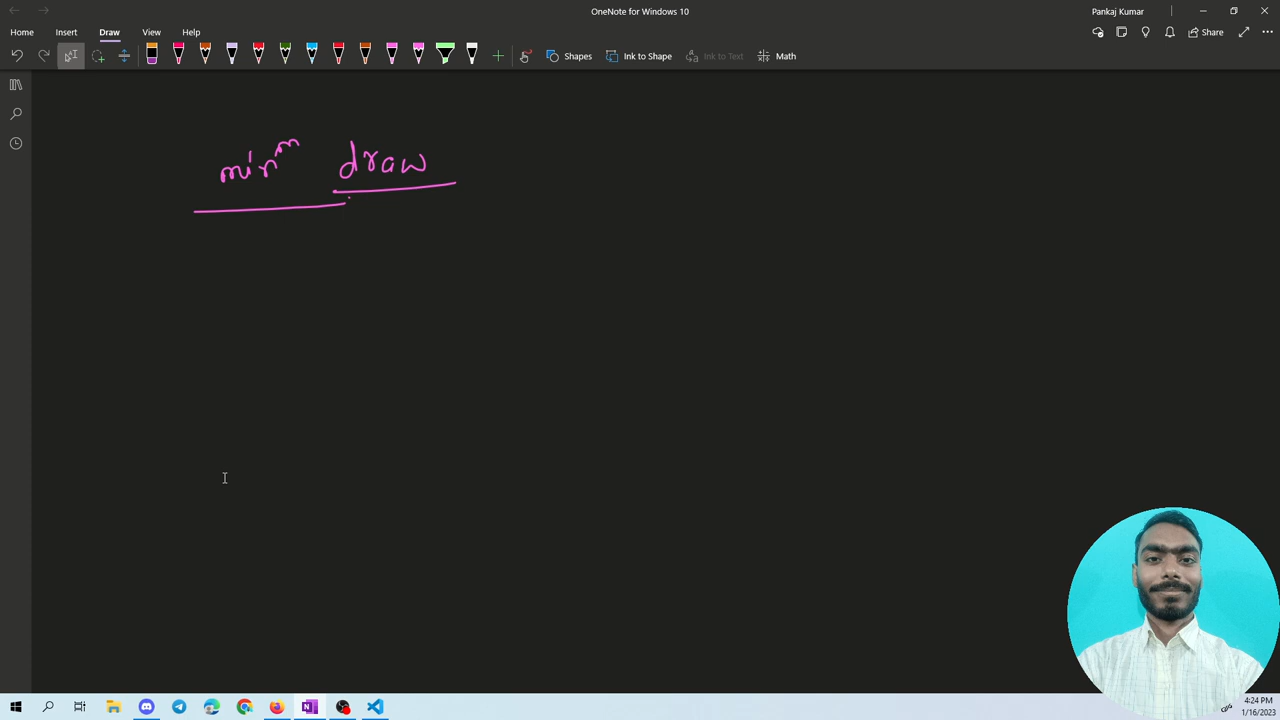 OneNote for Windows 10
Pankaj Kumar
Home Insert Draw View Help
Share
Shapes Ink to Shape Ink to Text Math
minᵐ draw
4:24 PM
1/16/2023